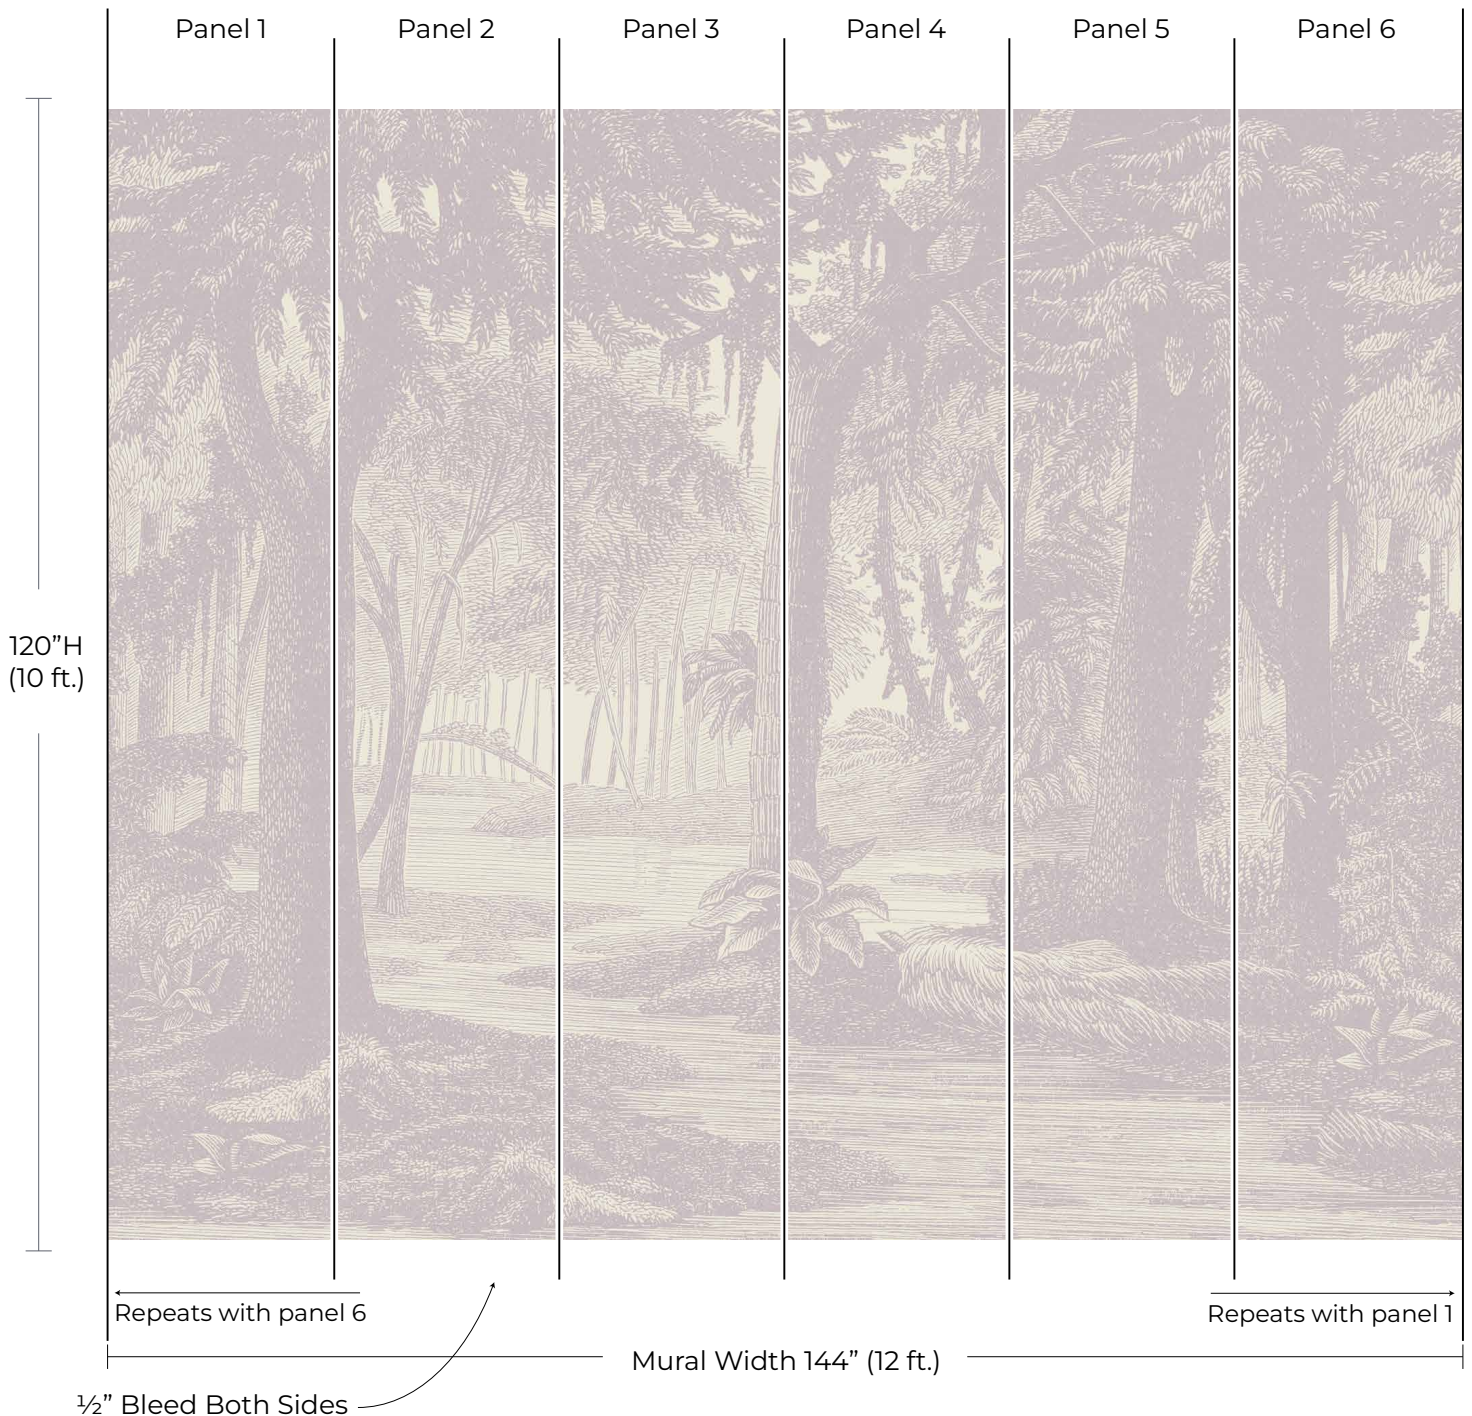 Panel 1
Panel 2
Panel 3
Panel 4
Panel 5
Panel 6
120”H
(10 ft.)
Repeats with panel 6
Repeats with panel 1
Mural Width 144” (12 ft.)
½” Bleed Both Sides